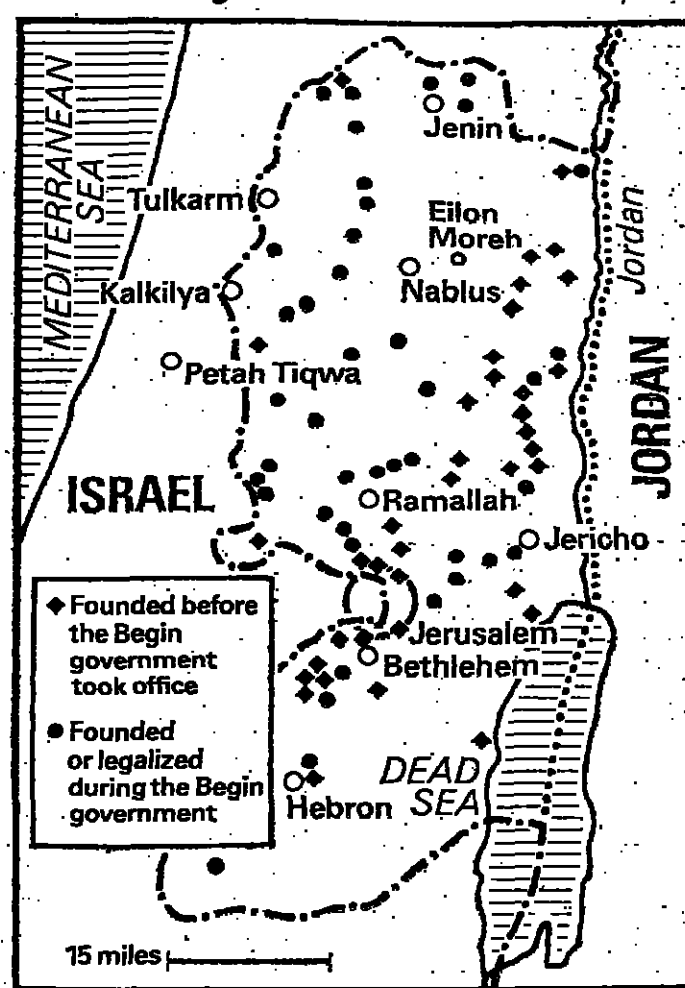 MEDITERRANEAN
SEA
Jenin
Tulkarm
Eilon
Moreh
Jordan
Kalkilya
Nablus
Petah Tiqwa
JORDAN
ISRAEL
Ramallah
Jericho
Founded before
the Begin
government
took office
Jerusalem
Bethlehem
Founded
or legalized
during the Begin
government
DEAD
SEA
Hebron
15 miles